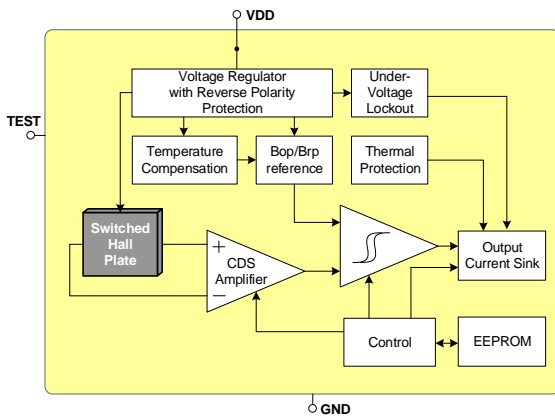 VDD
Voltage Regulator
with Reverse Polarity
Protection
Under-
Voltage
Lockout
TEST
Temperature
Compensation
Bop/Brp
reference
Thermal
Protection
Switched
Hall
Plate
+
CDS
Amplifier
−
Output
Current Sink
Control
EEPROM
GND